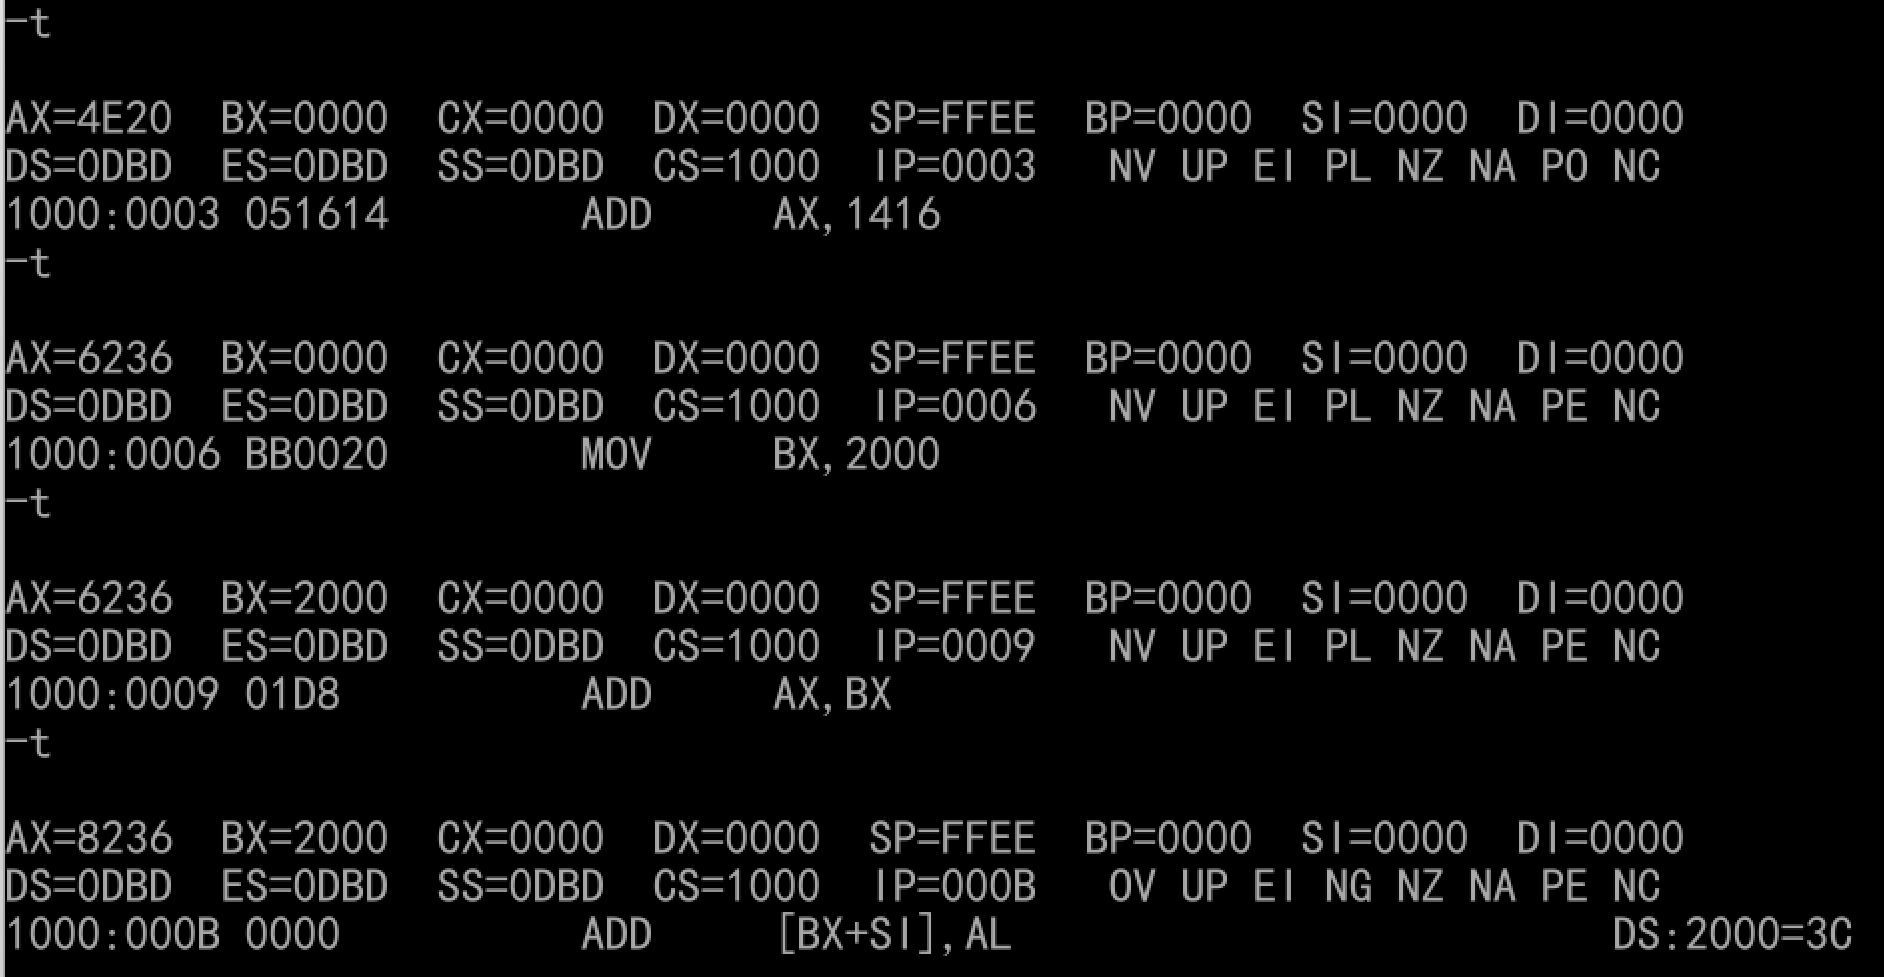 -t
AX=4E20 BX=0000 CX=0000 DX=0000 SP=FFEE BP=0000 SI=0000 DI=0000
DS=0DBD ES=0DBD SS=0DBD CS=1000 IP=0003 NV UP EI PL NZ NA PO NC
1000:0003 051614 ADD AX,1416
-t
AX=6236 BX=0000 CX=0000 DX=0000 SP=FFEE BP=0000 SI=0000 DI=0000
DS=0DBD ES=0DBD SS=0DBD CS=1000 IP=0006 NV UP EI PL NZ NA PE NC
1000:0006 BB0020 MOV BX,2000
-t
AX=6236 BX=2000 CX=0000 DX=0000 SP=FFEE BP=0000 SI=0000 DI=0000
DS=0DBD ES=0DBD SS=0DBD CS=1000 IP=0009 NV UP EI PL NZ NA PE NC
1000:0009 01D8 ADD AX,BX
-t
AX=8236 BX=2000 CX=0000 DX=0000 SP=FFEE BP=0000 SI=0000 DI=0000
DS=0DBD ES=0DBD SS=0DBD CS=1000 IP=000B OV UP EI NG NZ NA PE NC
1000:000B 0000 ADD [BX+SI],AL DS:2000=3C